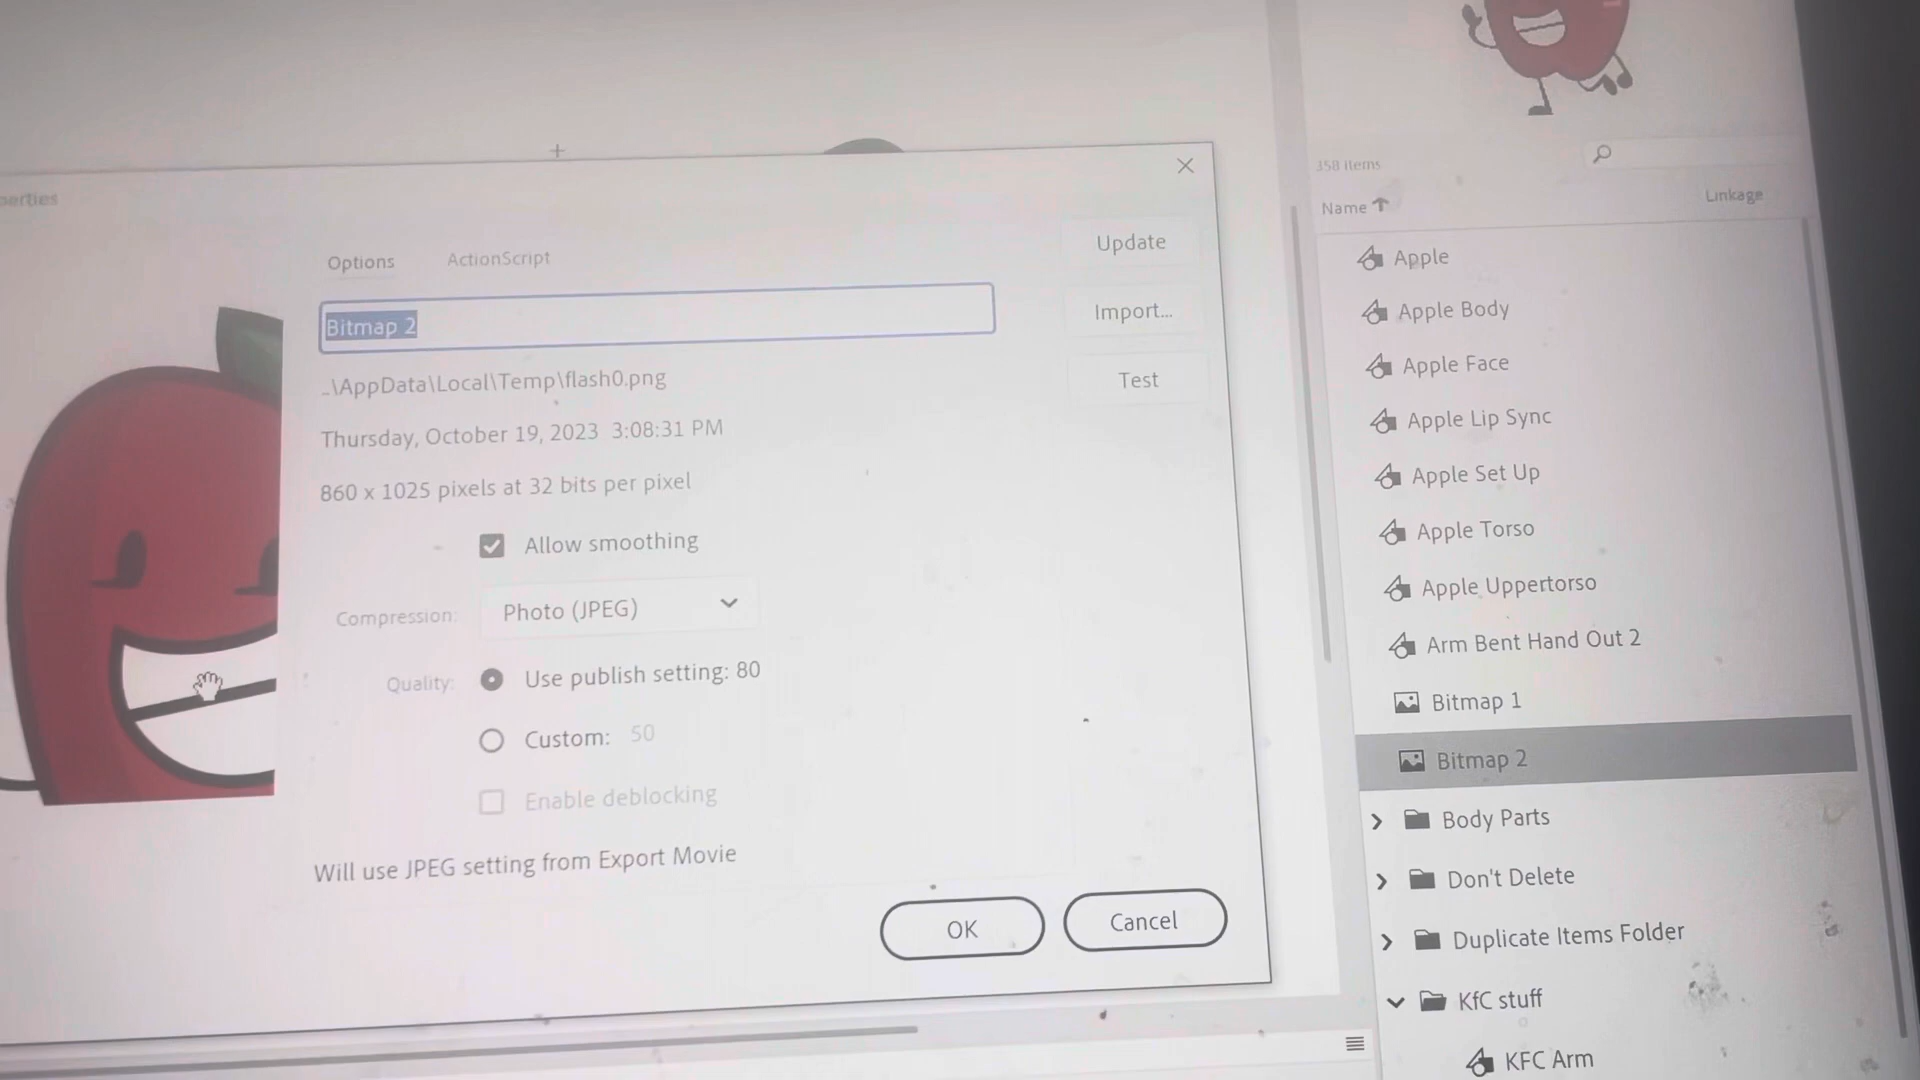 perties
Options
ActionScript
Update
Bitmap 2
Import...
..\AppData\Local\Temp\flash0.png
Test
Thursday, October 19, 2023 3:08:31 PM
860 x 1025 pixels at 32 bits per pixel
Allow smoothing
Compression: Photo (JPEG)
Quality: Use publish setting: 80
Custom: 50
Enable deblocking
Will use JPEG setting from Export Movie
OK
Cancel
358 Items
Name
Linkage
Apple
Apple Body
Apple Face
Apple Lip Sync
Apple Set Up
Apple Torso
Apple Uppertorso
Arm Bent Hand Out 2
Bitmap 1
Bitmap 2
Body Parts
Don't Delete
Duplicate Items Folder
KfC stuff
KFC Arm